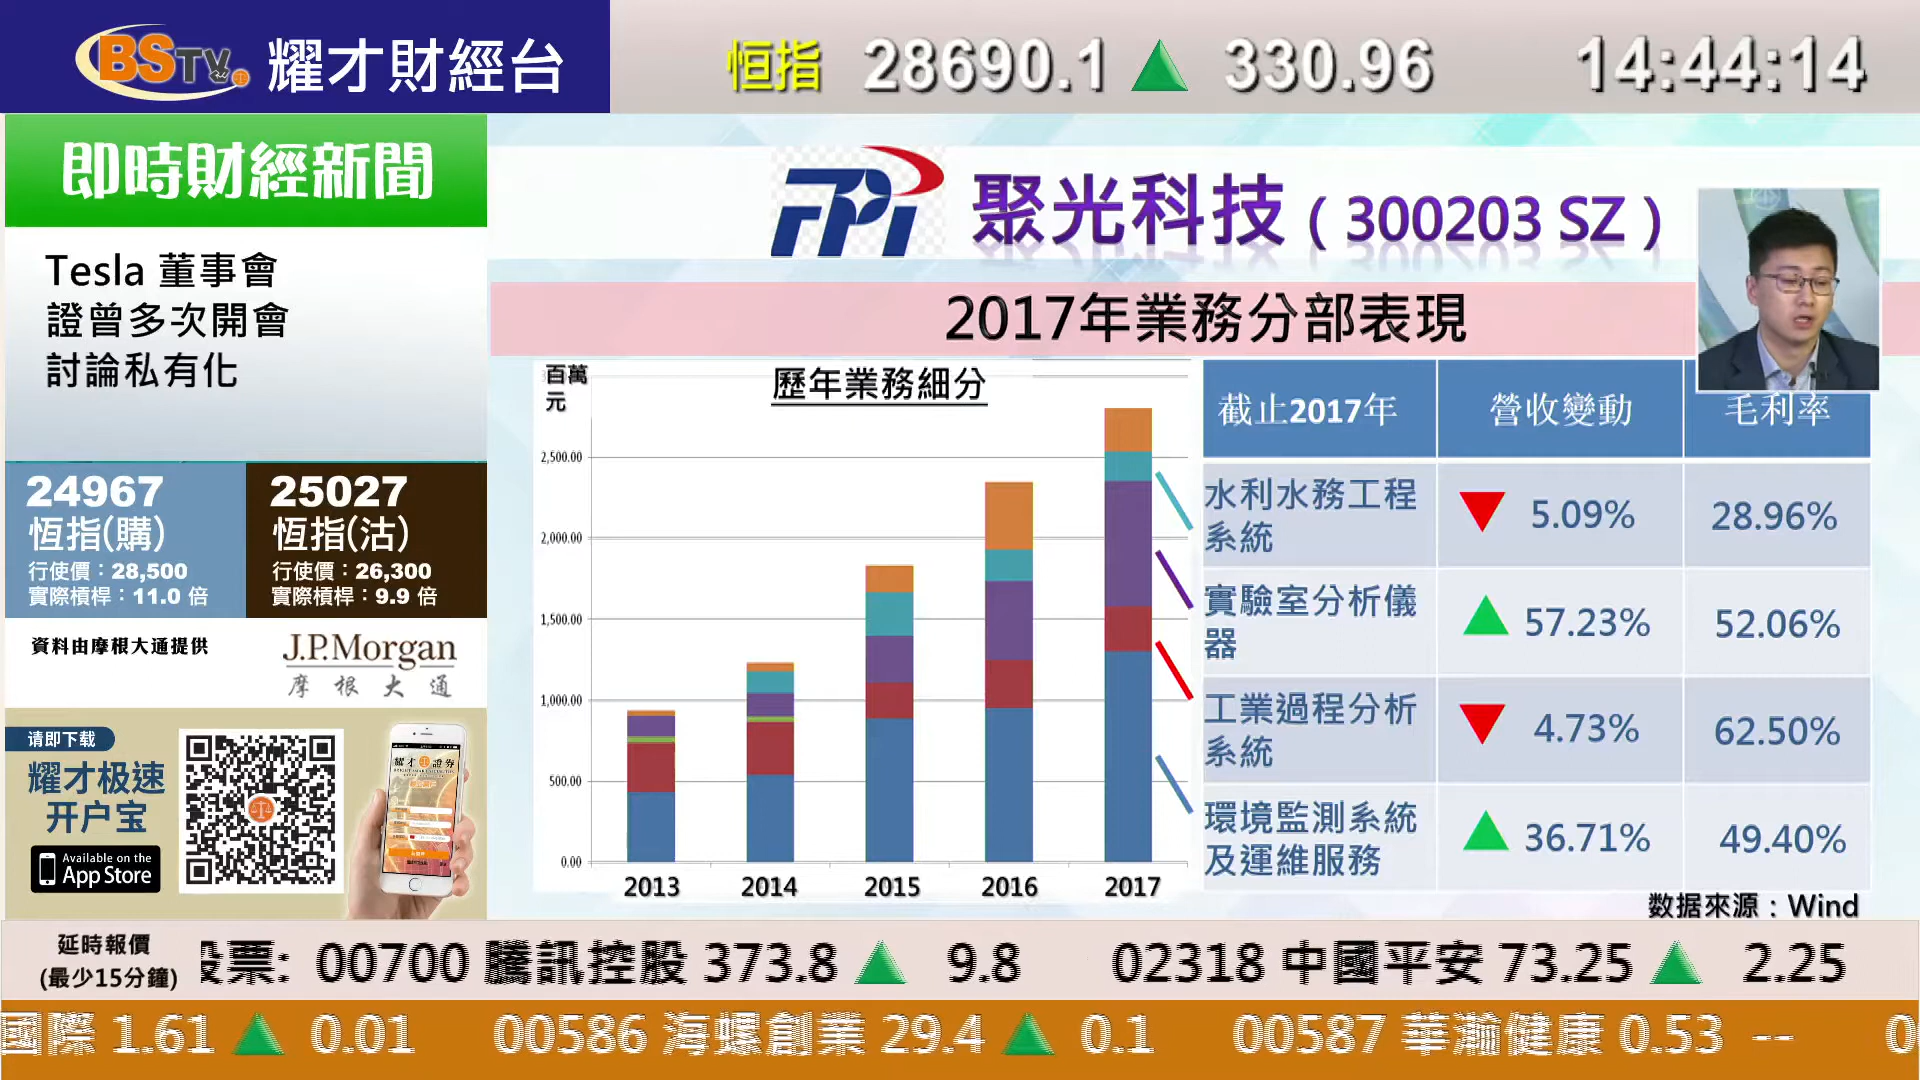 BSTV 耀才財經台
恒指 28690.1 ▲ 330.96 14:44:14
即時財經新聞
Tesla 董事會
證曾多次開會
討論私有化
24967
恆指(購)
行使價：28,500
實際槓桿：11.0 倍
25027
恆指(沽)
行使價：26,300
實際槓桿：9.9 倍
資料由摩根大通提供
J.P.Morgan
摩根大通
请即下载
耀才极速
开户宝
Available on the
App Store
耀才證券
FPI 聚光科技（300203 SZ）
2017年業務分部表現
百萬
元
歷年業務細分
2,500.00
2,000.00
1,500.00
1,000.00
500.00
0.00
2013 2014 2015 2016 2017
截止2017年 營收變動 毛利率
水利水務工程
系統
▼ 5.09% 28.96%
實驗室分析儀
器
▲ 57.23% 52.06%
工業過程分析
系統
▼ 4.73% 62.50%
環境監測系統
及運維服務
▲ 36.71% 49.40%
数据來源：Wind
延時報價
(最少15分鐘)
股票: 00700 騰訊控股 373.8 ▲ 9.8 02318 中國平安 73.25 ▲ 2.25
國際 1.61 ▲ 0.01 00586 海螺創業 29.4 ▲ 0.1 00587 華瀚健康 0.53 -- 0